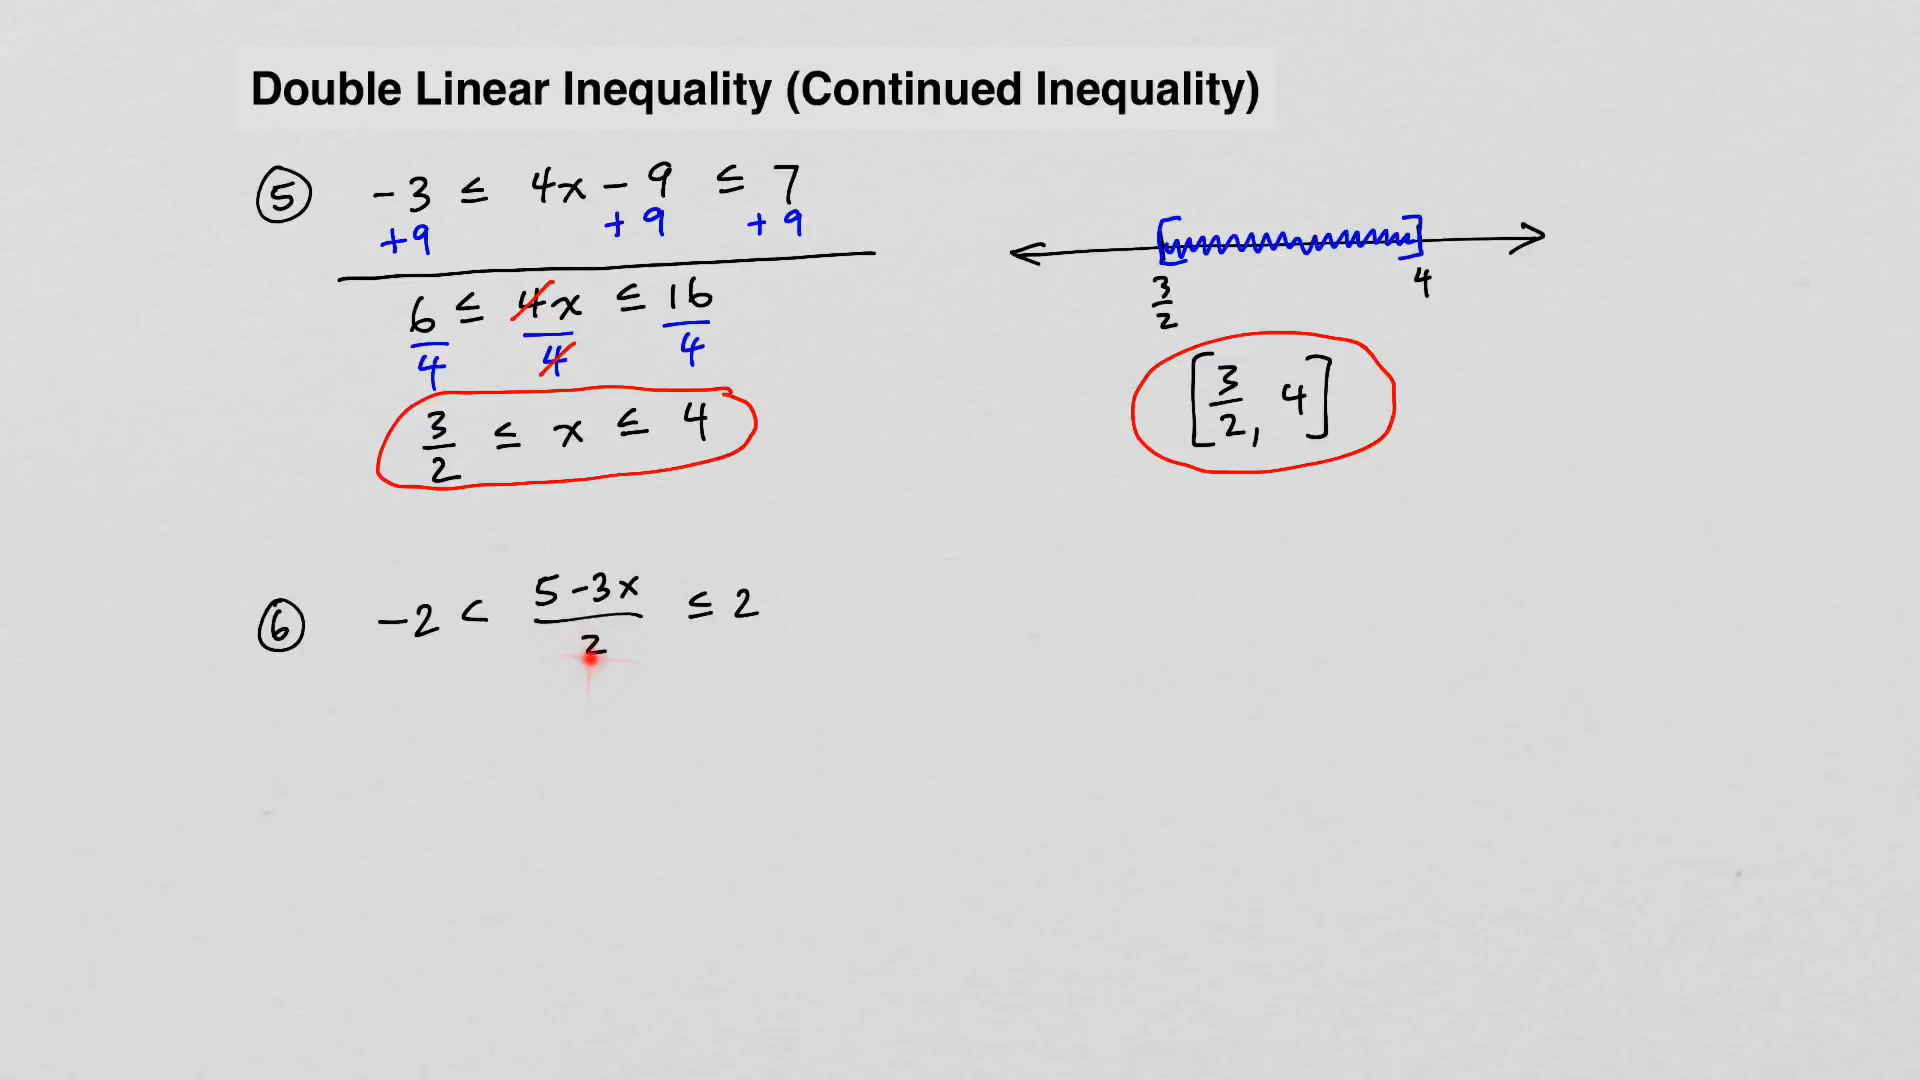 Double Linear Inequality (Continued Inequality)
⑤ -3 ≤ 4x - 9 ≤ 7
+9 +9 +9
6 ≤ 4x ≤ 16
4 4 4
3/2 ≤ x ≤ 4
3/2 4
[3/2, 4]
⑥ -2 < (5-3x)/2 ≤ 2